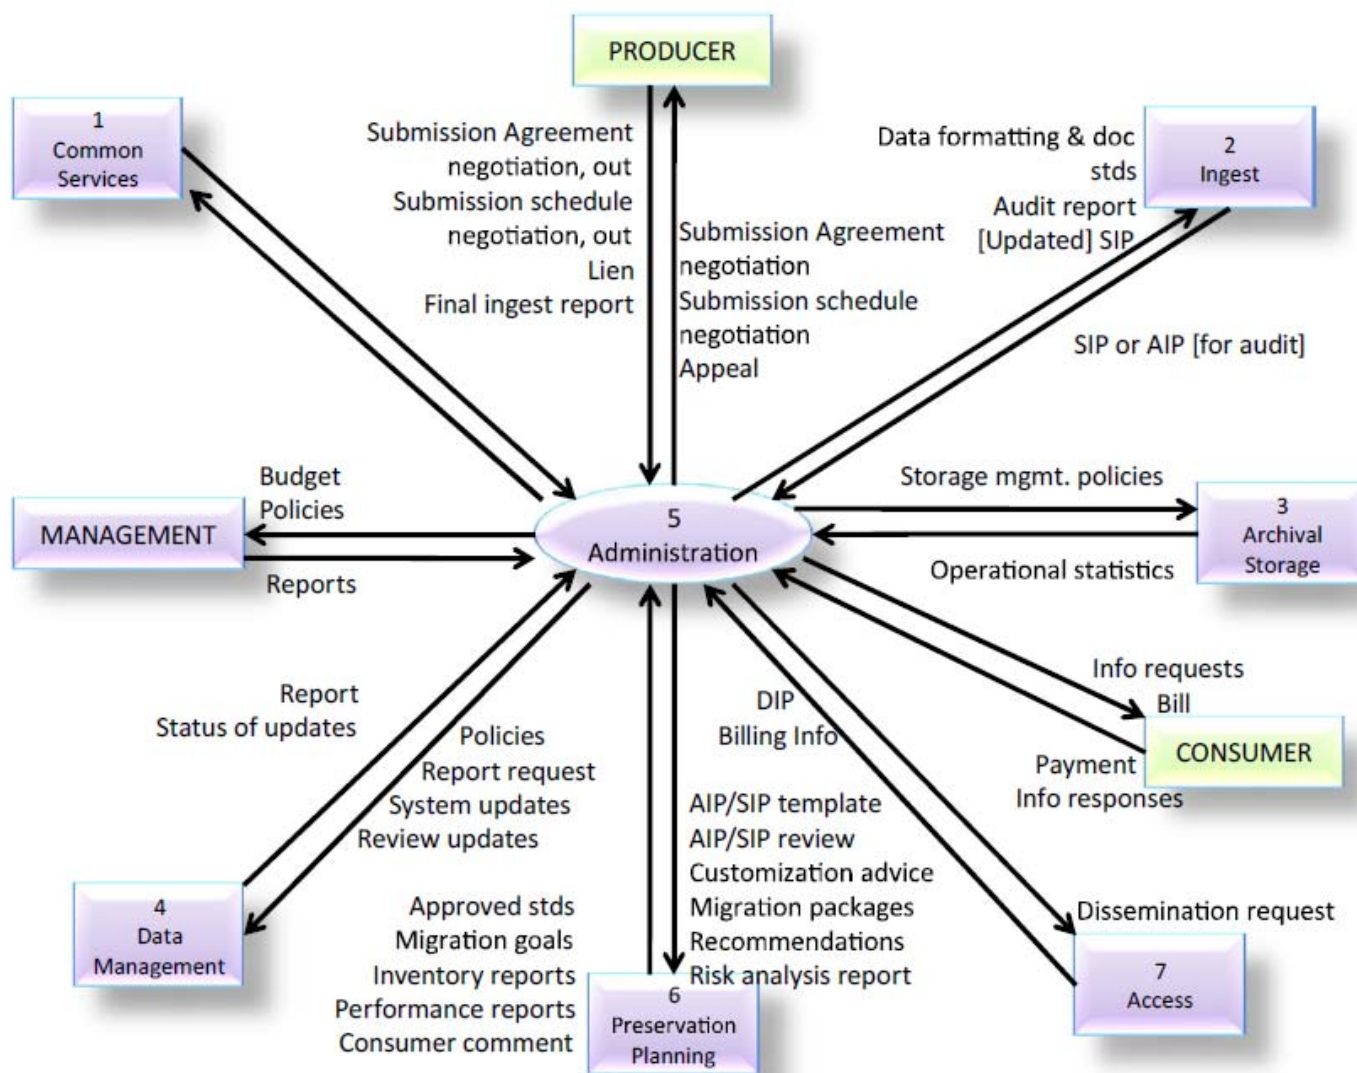 PRODUCER
1
Common
Services
Submission Agreement
negotiation, out
Submission schedule
negotiation, out
Lien
Final ingest report
Submission Agreement
negotiation
Submission schedule
negotiation
Appeal
Data formatting & doc
stds
Audit report
[Updated] SIP
2
Ingest
SIP or AIP [for audit]
Budget
Policies
MANAGEMENT
Reports
5
Administration
Storage mgmt. policies
3
Archival
Storage
Operational statistics
Report
Status of updates
Policies
Report request
System updates
Review updates
DIP
Billing Info
Info requests
Bill
CONSUMER
Payment
Info responses
4
Data
Management
Approved stds
Migration goals
Inventory reports
Performance reports
Consumer comment
AIP/SIP template
AIP/SIP review
Customization advice
Migration packages
Recommendations
Risk analysis report
6
Preservation
Planning
Dissemination request
7
Access